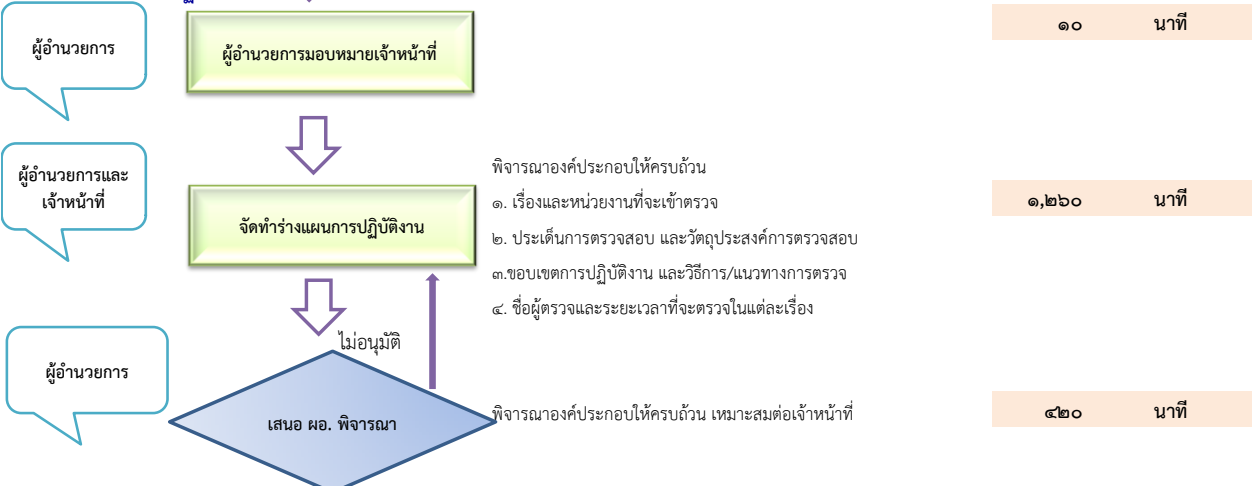 ผู้อำนวยการ
ผู้อำนวยการมอบหมายเจ้าหน้าที่
๑๐ นาที
ผู้อำนวยการและ
เจ้าหน้าที่
จัดทำร่างแผนการปฏิบัติงาน
พิจารณาองค์ประกอบให้ครบถ้วน
๑. เรื่องและหน่วยงานที่จะเข้าตรวจ
๒. ประเด็นการตรวจสอบ และวัตถุประสงค์การตรวจสอบ
๓.ขอบเขตการปฏิบัติงาน และวิธีการ/แนวทางการตรวจ
๔. ชื่อผู้ตรวจและระยะเวลาที่จะตรวจในแต่ละเรื่อง
๑,๒๖๐ นาที
ไม่อนุมัติ
ผู้อำนวยการ
เสนอ ผอ. พิจารณา
พิจารณาองค์ประกอบให้ครบถ้วน เหมาะสมต่อเจ้าหน้าที่
๔๒๐ นาที